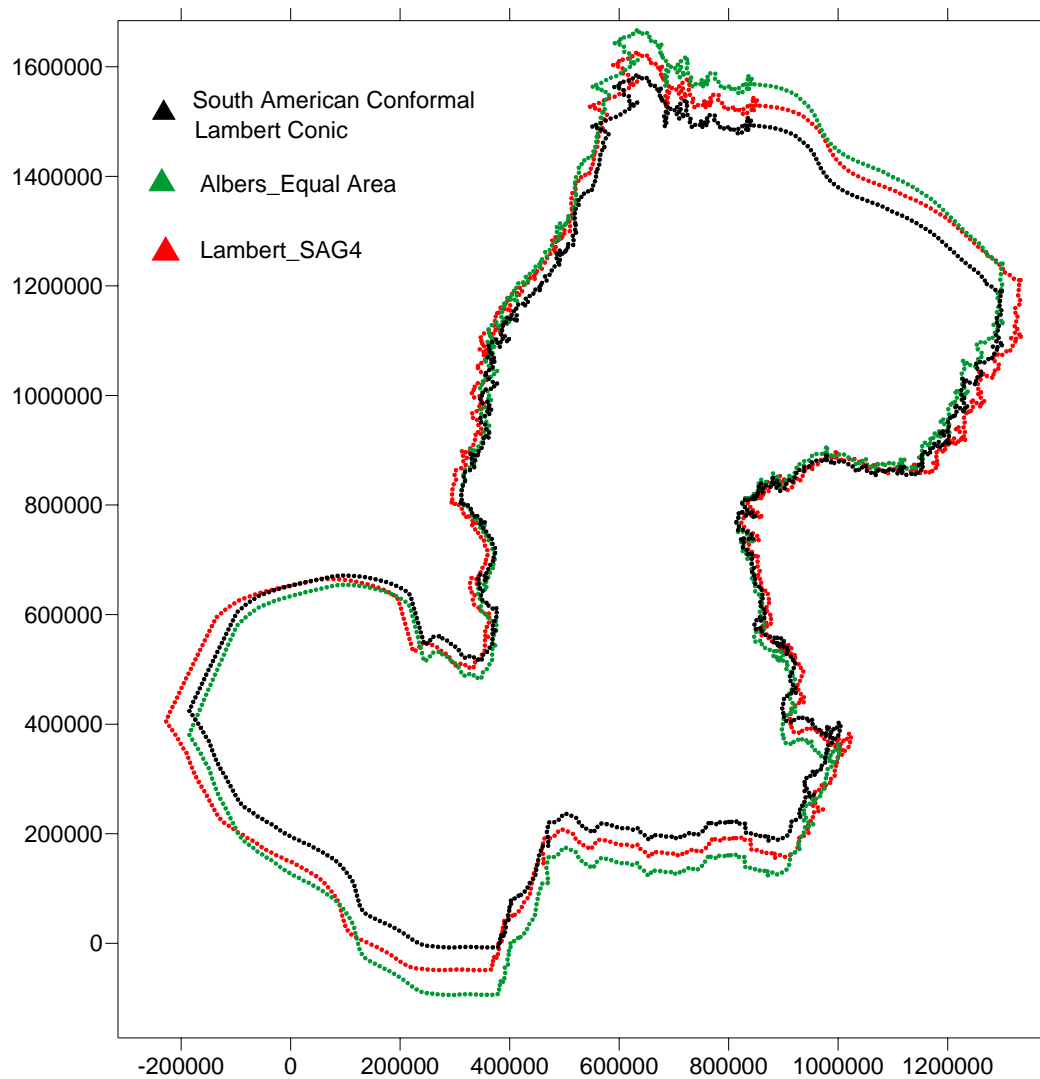 1600000
South American Conformal
Lambert Conic
Albers_Equal Area
1400000
Lambert_SAG4
1200000
1000000
800000
600000
400000
200000
0
-200000 0 200000 400000 600000 800000 1000000 1200000